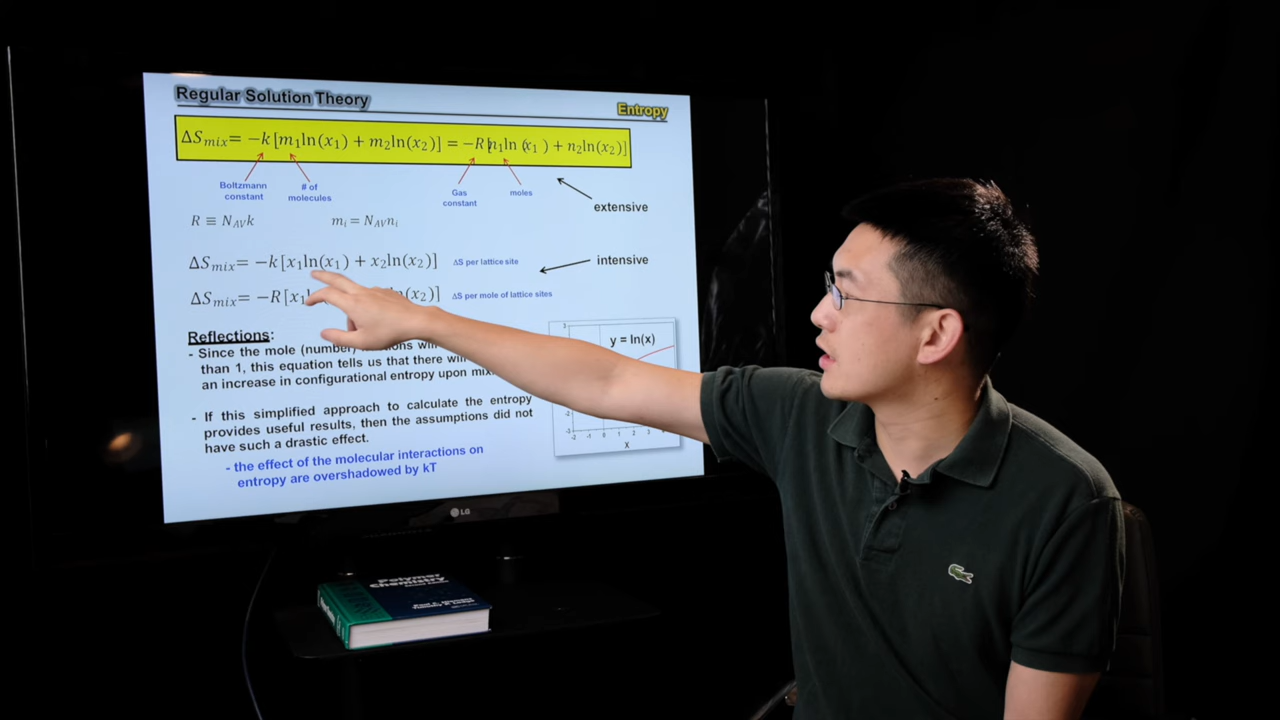 Regular Solution Theory
Entropy
ΔS_mix= −k[m₁ln(x₁) + m₂ln(x₂)] = −R[n₁ln (x₁ ) + n₂ln(x₂)]
Boltzmann constant
# of molecules
Gas constant
moles
extensive
R ≡ N_AV k
m_i = N_AV n_i
ΔS_mix= −k[x₁ln(x₁) + x₂ln(x₂)]
ΔS per lattice site
intensive
ΔS_mix= −R[x₁ (x₂)]
ΔS per mole of lattice sites
Reflections:
- Since the mole (number)
than 1, this equation tells us that there
an increase in configurational entropy upon
y = ln(x)
x
- If this simplified approach to calculate the entropy
provides useful results, then the assumptions did not
have such a drastic effect.
- the effect of the molecular interactions on
entropy are overshadowed by kT
LG
Polymer
Chemistry